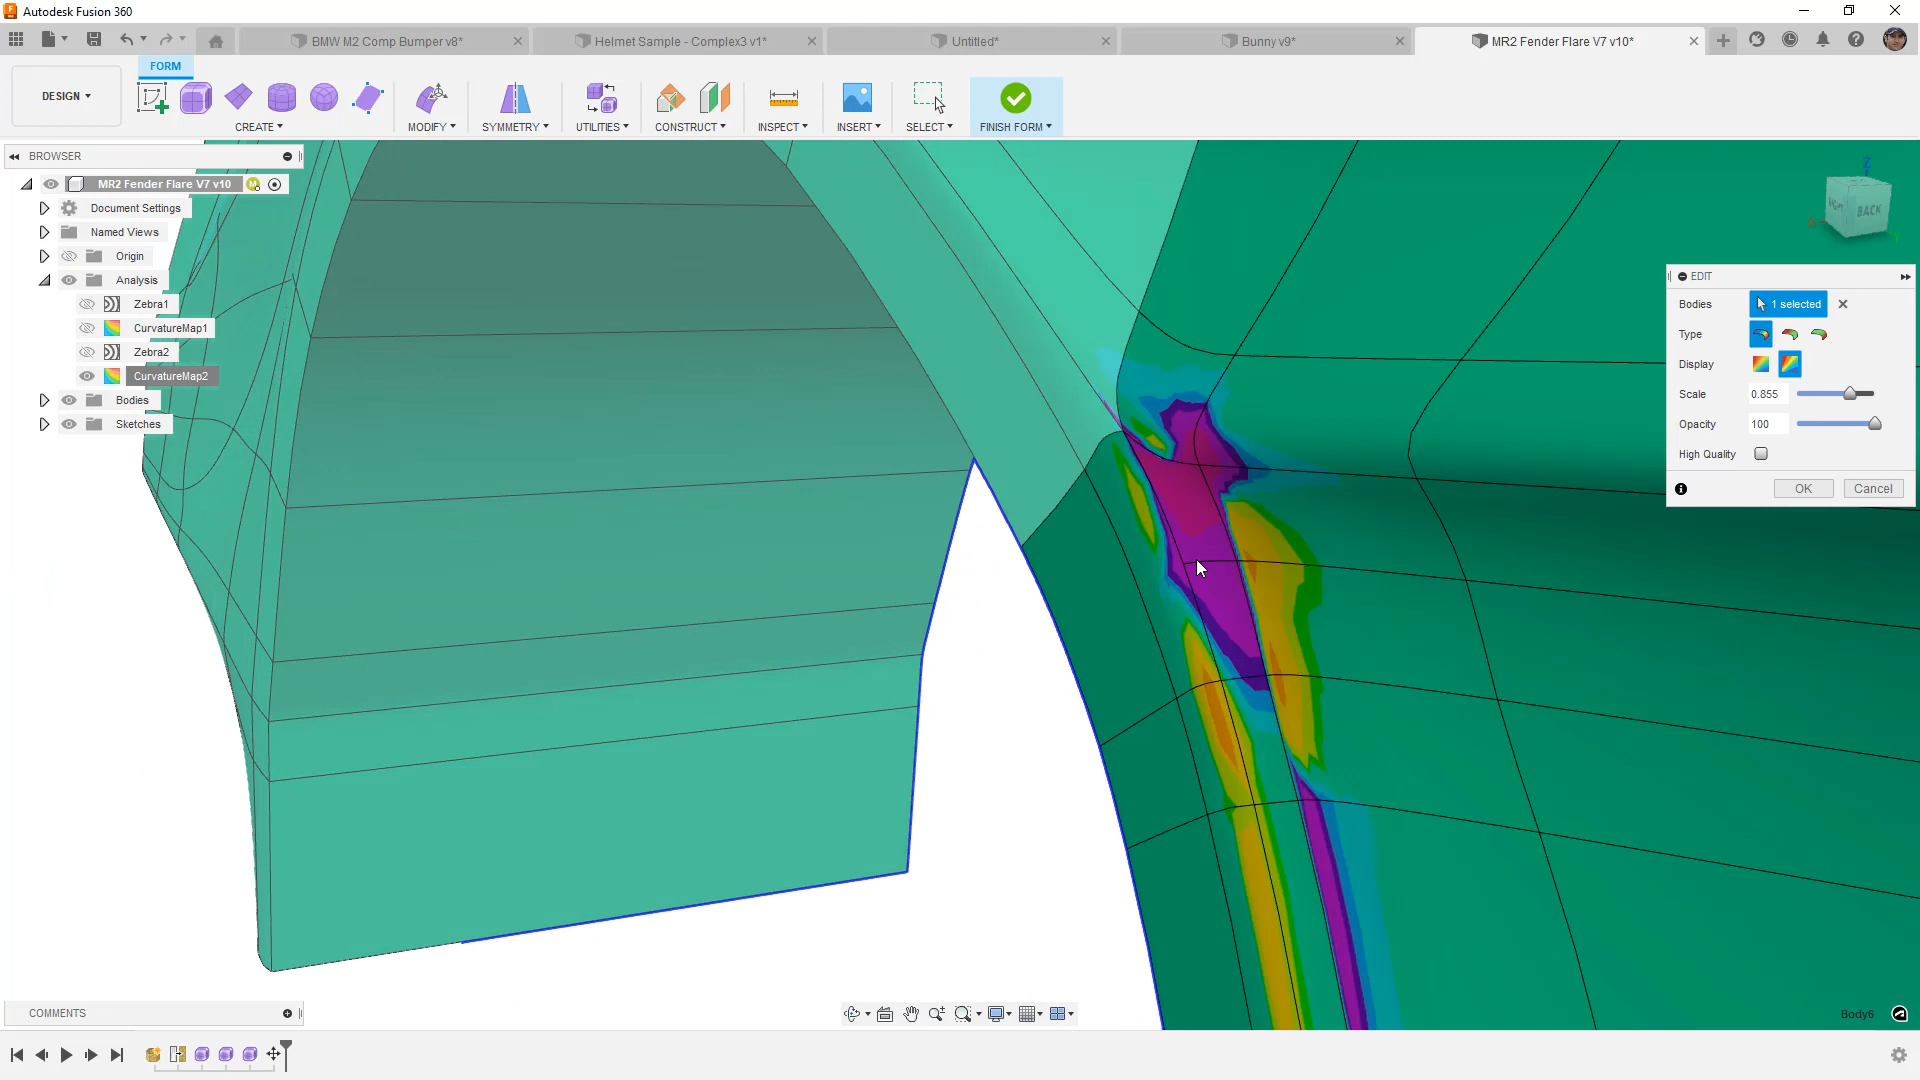 Autodesk Fusion 360
BMW M2 Comp Bumper v8*
Helmet Sample - Complex3 v1*
Untitled*
Bunny v9*
MR2 Fender Flare V7 v10*
DESIGN
FORM
CREATE
MODIFY
SYMMETRY
UTILITIES
CONSTRUCT
INSPECT
INSERT
SELECT
FINISH FORM
BROWSER
MR2 Fender Flare V7 v10
Document Settings
Named Views
Origin
Analysis
Zebra1
CurvatureMap1
Zebra2
CurvatureMap2
Bodies
Sketches
BACK
Z
EDIT
Bodies
1 selected
Type
Display
Scale
0.855
Opacity
100
High Quality
OK
Cancel
COMMENTS
Body6